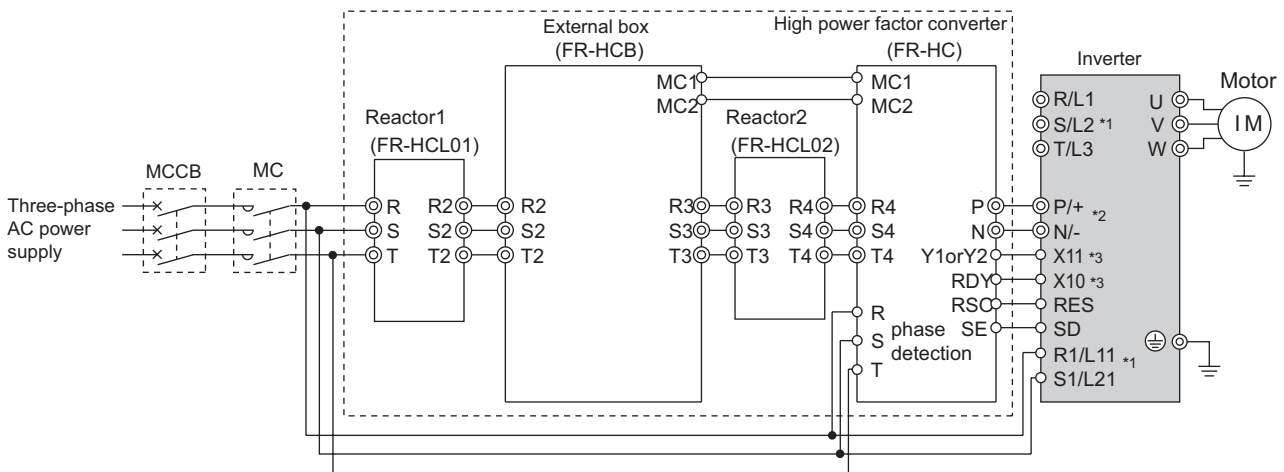 External box
(FR-HCB)
High power factor converter
(FR-HC)
Inverter
Motor
MC1
MC2
MC1
MC2
R/L1
S/L2 *1
T/L3
U
V
W
IM
Reactor1
(FR-HCL01)
Reactor2
(FR-HCL02)
MCCB
MC
Three-phase
AC power
supply
R R2 R2 R3 R3 R4 R4 P P/+ *2
S S2 S2 S3 S3 S4 S4 N N/-
T T2 T2 T3 T3 T4 T4 Y1orY2 X11 *3
RDY X10 *3
RSO RES
SE SD
R
S
T
phase
detection
R1/L11 *1
S1/L21